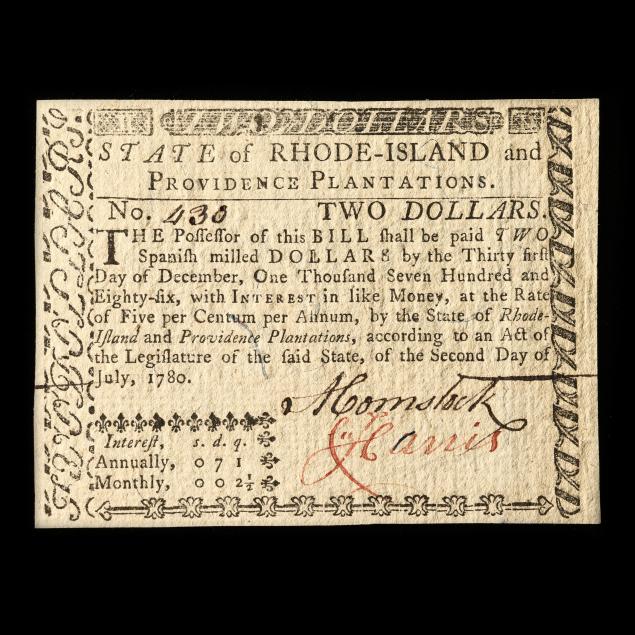 TWO DOLLARS
STATE of RHODE-ISLAND and
PROVIDENCE PLANTATIONS.
No. 430 TWO DOLLARS.
THE Poſſeſſor of this BILL ſhall be paid TWO
Spaniſh milled DOLLARS by the Thirty firſt
Day of December, One Thouſand Seven Hundred and
Eighty-ſix, with INTEREST in like Money, at the Rate
of Five per Centum per Annum, by the State of Rhode-
Iſland and Providence Plantations, according to an Act of
the Legiſlature of the ſaid State, of the Second Day of
July, 1780.
Comstock
Harris
Intereſt, s. d. q.
Annually, 0 7 1
Monthly, 0 0 2½